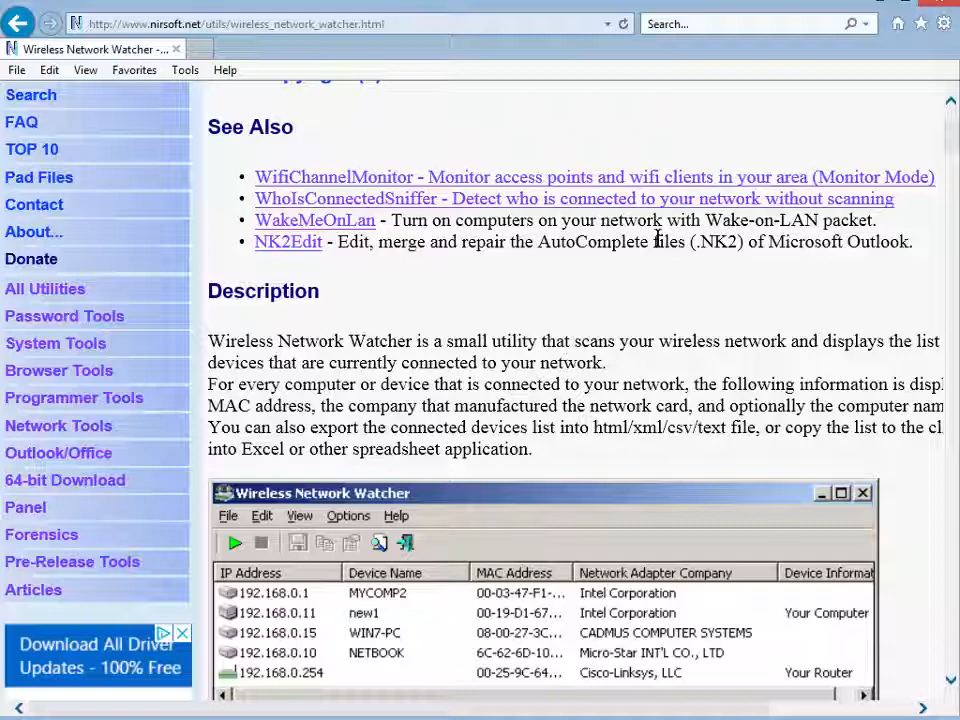 http://www.nirsoft.net/utils/wireless_network_watcher.html
Search...
Wireless Network Watcher -...
File Edit View Favorites Tools Help
Search
FAQ
TOP 10
Pad Files
Contact
About...
Donate
All Utilities
Password Tools
System Tools
Browser Tools
Programmer Tools
Network Tools
Outlook/Office
64-bit Download
Panel
Forensics
Pre-Release Tools
Articles
Download All Driver
Updates - 100% Free
See Also
• WifiChannelMonitor - Monitor access points and wifi clients in your area (Monitor Mode)
• WhoIsConnectedSniffer - Detect who is connected to your network without scanning
• WakeMeOnLan - Turn on computers on your network with Wake-on-LAN packet.
• NK2Edit - Edit, merge and repair the AutoComplete files (.NK2) of Microsoft Outlook.
Description
Wireless Network Watcher is a small utility that scans your wireless network and displays the list
devices that are currently connected to your network.
For every computer or device that is connected to your network, the following information is displ
MAC address, the company that manufactured the network card, and optionally the computer nam
You can also export the connected devices list into html/xml/csv/text file, or copy the list to the cl
into Excel or other spreadsheet application.
Wireless Network Watcher
File Edit View Options Help
IP Address Device Name MAC Address Network Adapter Company Device Informat
192.168.0.1 MYCOMP2 00-03-47-F1-... Intel Corporation
192.168.0.11 new1 00-19-D1-67... Intel Corporation Your Computer
192.168.0.15 WIN7-PC 08-00-27-3C... CADMUS COMPUTER SYSTEMS
192.168.0.10 NETBOOK 6C-62-6D-10... Micro-Star INT'L CO., LTD
192.168.0.254 00-25-9C-64... Cisco-Linksys, LLC Your Router